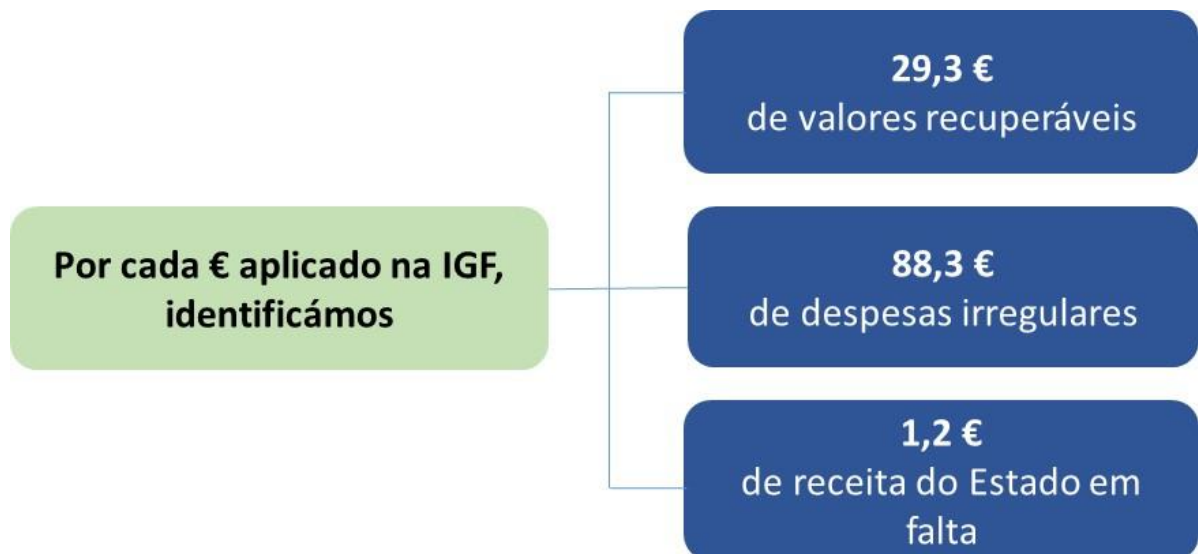 29,3 €
de valores recuperáveis
Por cada € aplicado na IGF,
identificámos
88,3 €
de despesas irregulares
1,2 €
de receita do Estado em
falta